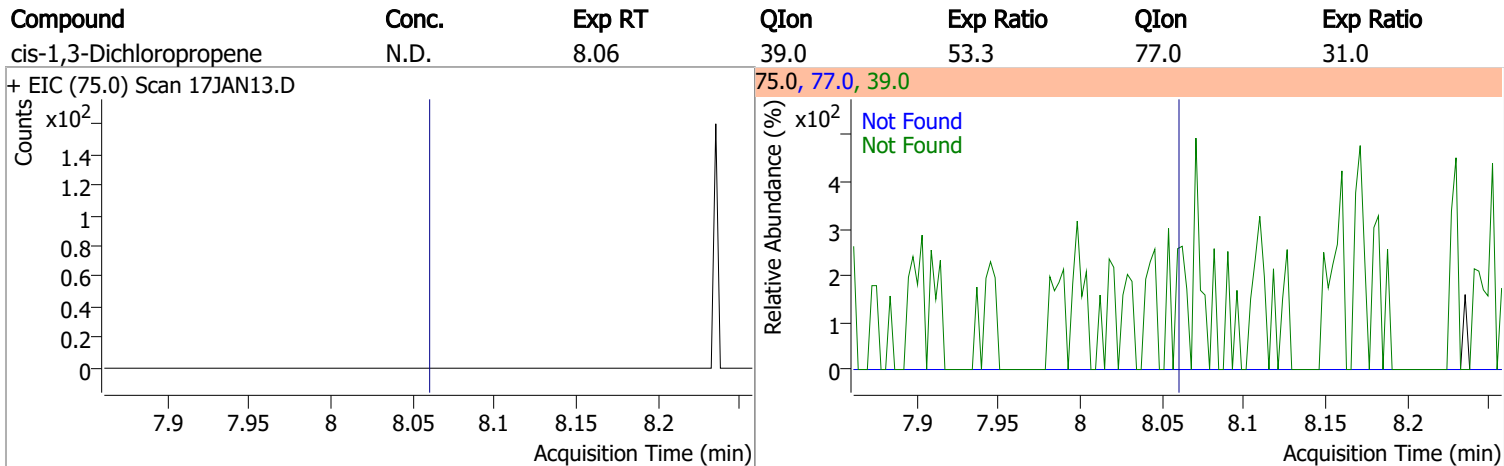 Compound Conc. Exp RT QIon Exp Ratio QIon Exp Ratio
cis-1,3-Dichloropropene N.D. 8.06 39.0 53.3 77.0 31.0
+ EIC (75.0) Scan 17JAN13.D
Counts
x10²
1.4
1.2
1
0.8
0.6
0.4
0.2
0
7.9 7.95 8 8.05 8.1 8.15 8.2
Acquisition Time (min)
75.0, 77.0, 39.0
Relative Abundance (%)
x10²
Not Found
Not Found
4
3
2
1
0
7.9 7.95 8 8.05 8.1 8.15 8.2
Acquisition Time (min)